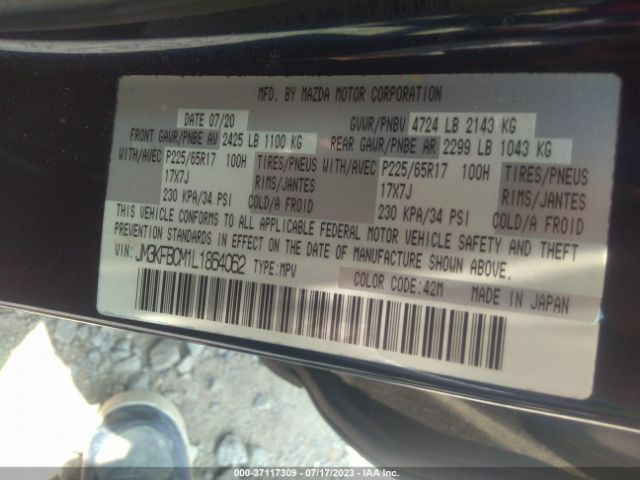 MFD. BY MAZDA MOTOR CORPORATION
DATE 07/20 GVWR/PNBV 4724 LB 2143 KG
FRONT GAWR/PNBE AV 2425 LB 1100 KG REAR GAWR/PNBE AR 2299 LB 1043 KG
WITH/AVEC P225/65R17 100H TIRES/PNEUS WITH/AVEC P225/65R17 100H TIRES/PNEUS
17X7J RIMS/JANTES 17X7J RIMS/JANTES
230 KPA/34 PSI COLD/A FROID 230 KPA/34 PSI COLD/A FROID
THIS VEHICLE CONFORMS TO ALL APPLICABLE FEDERAL MOTOR VEHICLE SAFETY AND THEFT
PREVENTION STANDARDS IN EFFECT ON THE DATE OF MANUFACTURE SHOWN ABOVE.
VIN: JM3KFBCM1L1864062 TYPE: MPV
COLOR CODE: 42M MADE IN JAPAN
000-37117309 - 07/17/2023 - IAA Inc.